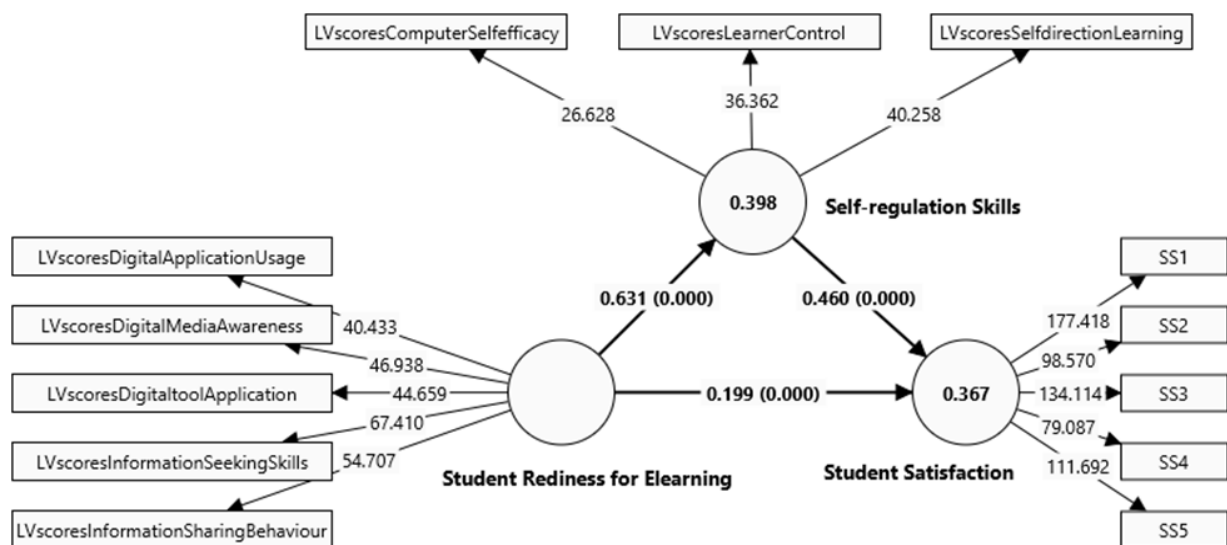 LVscoresComputerSelfefficacy
LVscoresLearnerControl
LVscoresSelfdirectionLearning
26.628
36.362
40.258
0.398
Self-regulation Skills
LVscoresDigitalApplicationUsage
LVscoresDigitalMediaAwareness
LVscoresDigitaltoolApplication
LVscoresInformationSeekingSkills
LVscoresInformationSharingBehaviour
40.433
46.938
44.659
67.410
54.707
0.631 (0.000)
0.460 (0.000)
0.199 (0.000)
Student Rediness for Elearning
0.367
Student Satisfaction
177.418
98.570
134.114
79.087
111.692
SS1
SS2
SS3
SS4
SS5